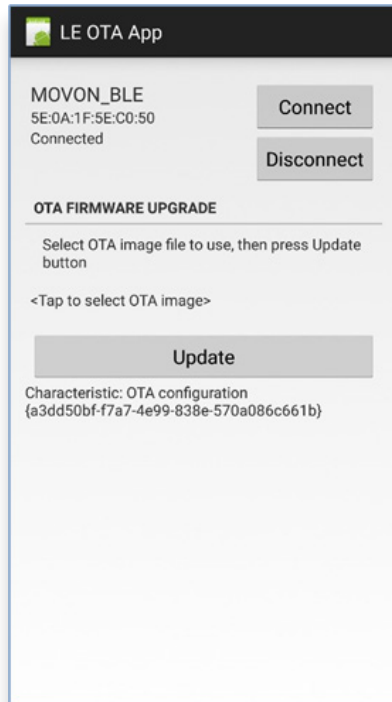 LE OTA App
MOVON_BLE
5E:0A:1F:5E:C0:50
Connected
Connect
Disconnect
OTA FIRMWARE UPGRADE
Select OTA image file to use, then press Update
button
<Tap to select OTA image>
Update
Characteristic: OTA configuration
{a3dd50bf-f7a7-4e99-838e-570a086c661b}